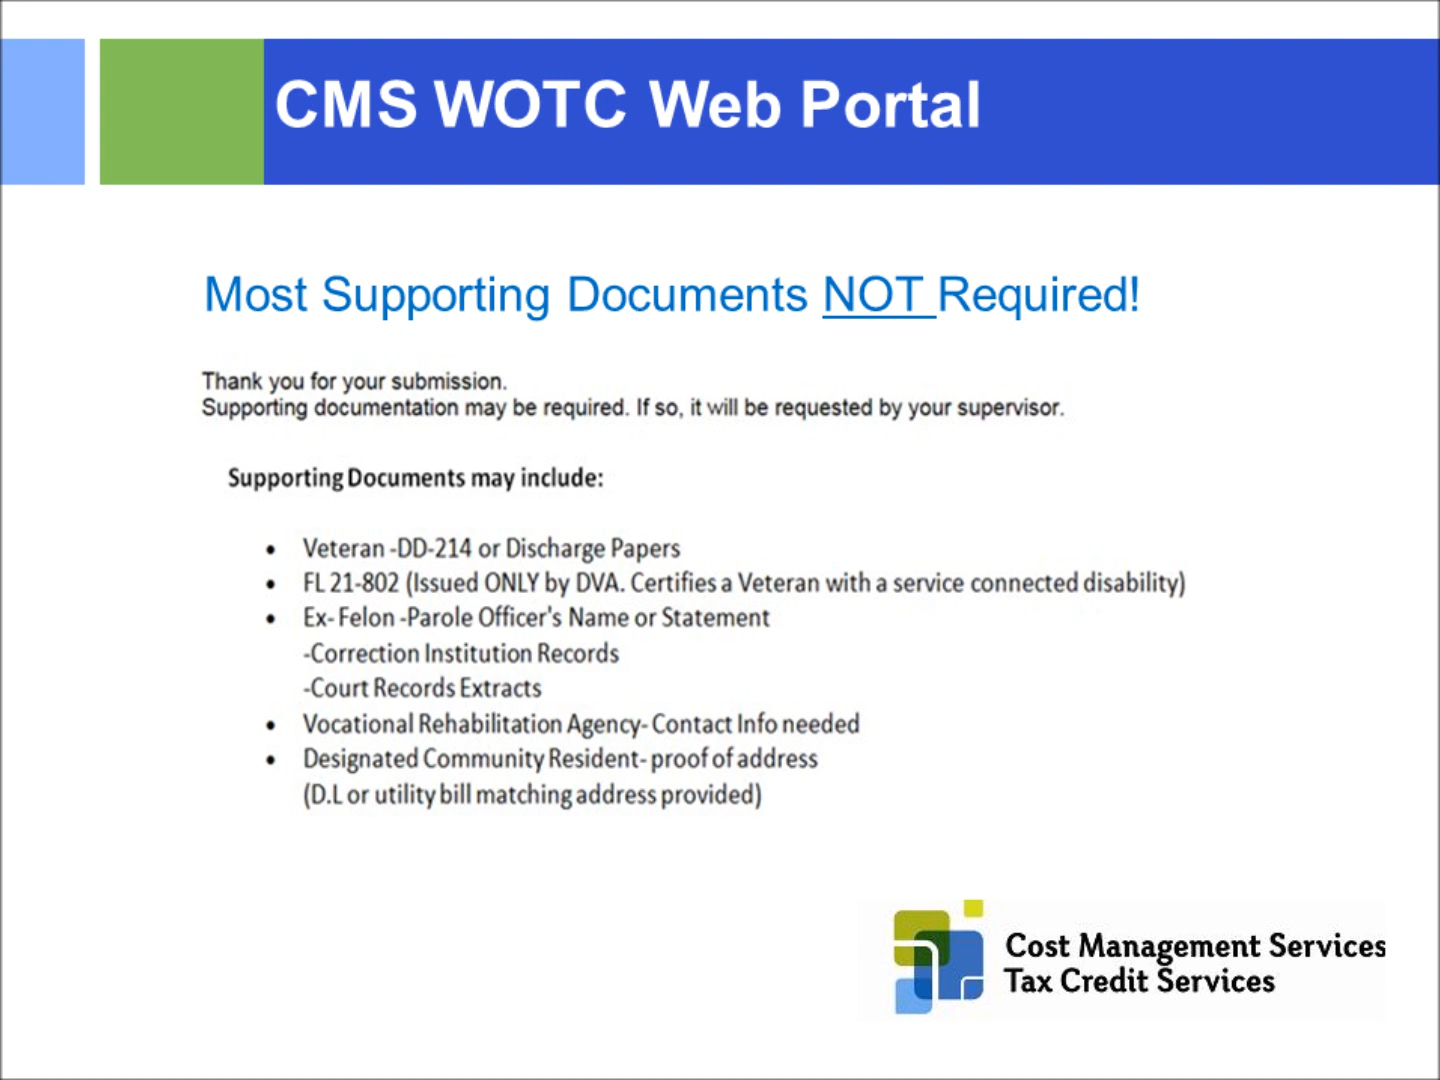 CMS WOTC Web Portal
Most Supporting Documents NOT Required!
Thank you for your submission.
Supporting documentation may be required. If so, it will be requested by your supervisor.
Supporting Documents may include:
• Veteran -DD-214 or Discharge Papers
• FL 21-802 (Issued ONLY by DVA. Certifies a Veteran with a service connected disability)
• Ex- Felon -Parole Officer's Name or Statement
-Correction Institution Records
-Court Records Extracts
• Vocational Rehabilitation Agency- Contact Info needed
• Designated Community Resident- proof of address
(D.L or utility bill matching address provided)
Cost Management Services
Tax Credit Services